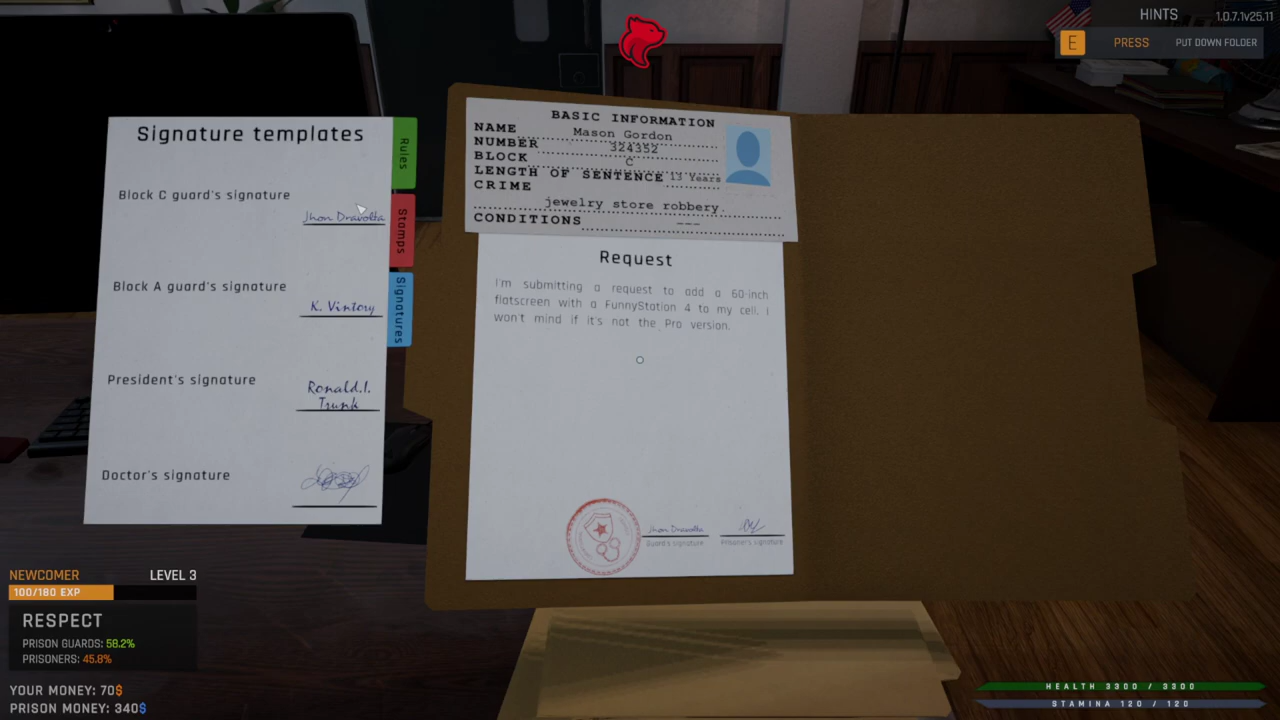 HINTS
1.0.7.1v25.11
E PRESS PUT DOWN FOLDER
Signature templates
Block C guard's signature
Jhon Dravolta
Block A guard's signature
K. Vintory
President's signature
Ronald.I.
Trunk
Doctor's signature
Rules
Stamps
Signatures
BASIC INFORMATION
NAME Mason Gordon
NUMBER 324352
BLOCK C
LENGTH OF SENTENCE 13 Years
CRIME
jewelry store robbery
CONDITIONS ---
Request
I'm submitting a request to add a 60-inch
flatscreen with a FunnyStation 4 to my cell. I
won't mind if it's not the Pro version.
Jhon Dravolta
Guard's signature
Prisoner's signature
NEWCOMER LEVEL 3
100/180 EXP
RESPECT
PRISON GUARDS: 58.2%
PRISONERS: 45.8%
YOUR MONEY: 70$
PRISON MONEY: 340$
HEALTH 3300 / 3300
STAMINA 120 / 120